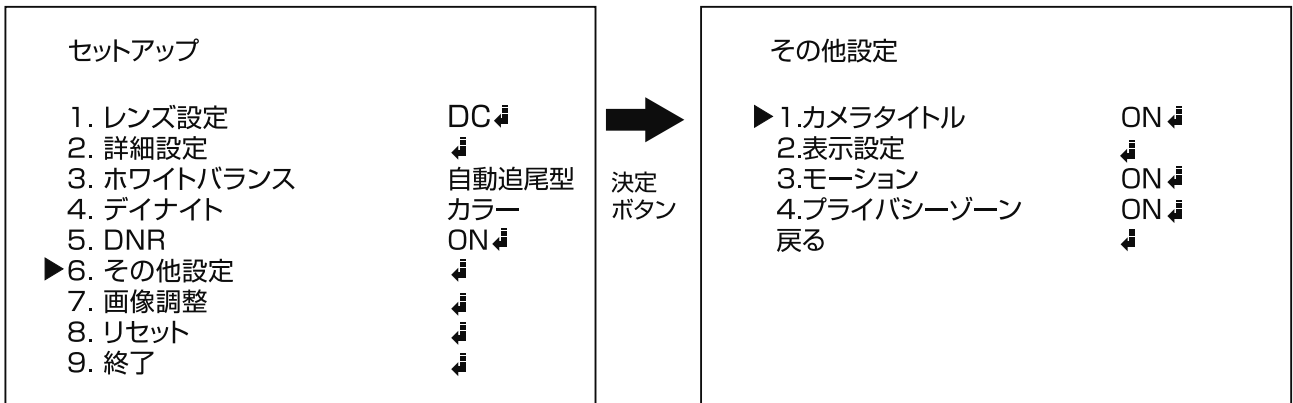 セットアップ
1. レンズ設定 DC↲
2. 詳細設定 ↲
3. ホワイトバランス 自動追尾型
4. デイナイト カラー
5. DNR ON↲
▶6. その他設定 ↲
7. 画像調整 ↲
8. リセット ↲
9. 終了 ↲
決定
ボタン
その他設定
▶1.カメラタイトル ON↲
2.表示設定 ↲
3.モーション ON↲
4.プライバシーゾーン ON↲
戻る ↲